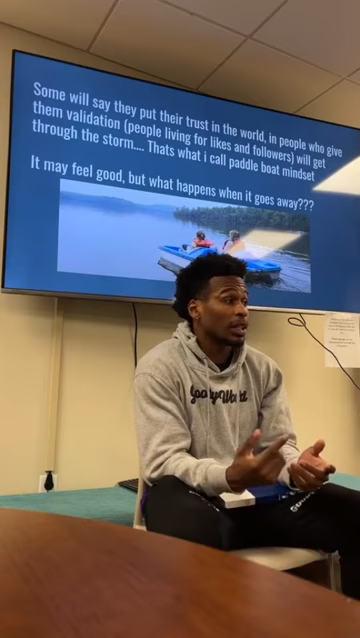 Some will say they put their trust in the world, in people who give
them validation (people living for likes and followers) will get
through the storm.... Thats what i call paddle boat mindset
It may feel good, but what happens when it goes away???